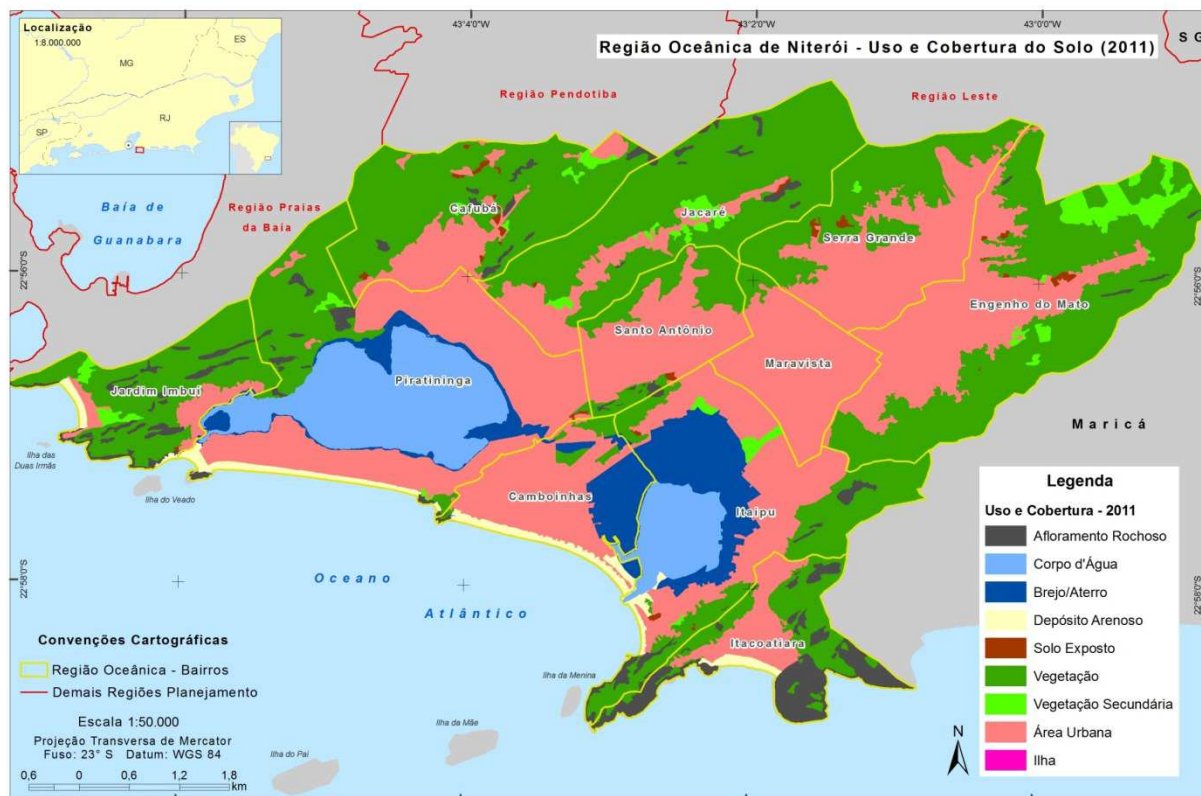 43°4'0"W
43°2'0"W
43°0'0"W
Localização
1:8.000.000
MG
ES
SP
RJ
Região Oceânica de Niterói - Uso e Cobertura do Solo (2011)
SG
Região Pendotiba
Região Leste
Baía de
Guanabara
Região Praias
da Baía
Cafubá
Jacaré
Serra Grande
22°56'0"S
22°56'0"S
Engenho do Mato
Santo Antônio
Maravista
Piratininga
Jardim Imbuí
Maricá
Ilha das
Duas Irmãs
Ilha do Veado
Camboinhas
Itaipu
22°58'0"S
22°58'0"S
Oceano
Atlântico
Itacoatiara
Ilha da Menina
Ilha da Mãe
Ilha do Pai
Convenções Cartográficas
Região Oceânica - Bairros
Demais Regiões Planejamento
Escala 1:50.000
Projeção Transversa de Mercator
Fuso: 23° S Datum: WGS 84
0,6 0 0,6 1,2 1,8
km
N
Legenda
Uso e Cobertura - 2011
Afloramento Rochoso
Corpo d'Água
Brejo/Aterro
Depósito Arenoso
Solo Exposto
Vegetação
Vegetação Secundária
Área Urbana
Ilha